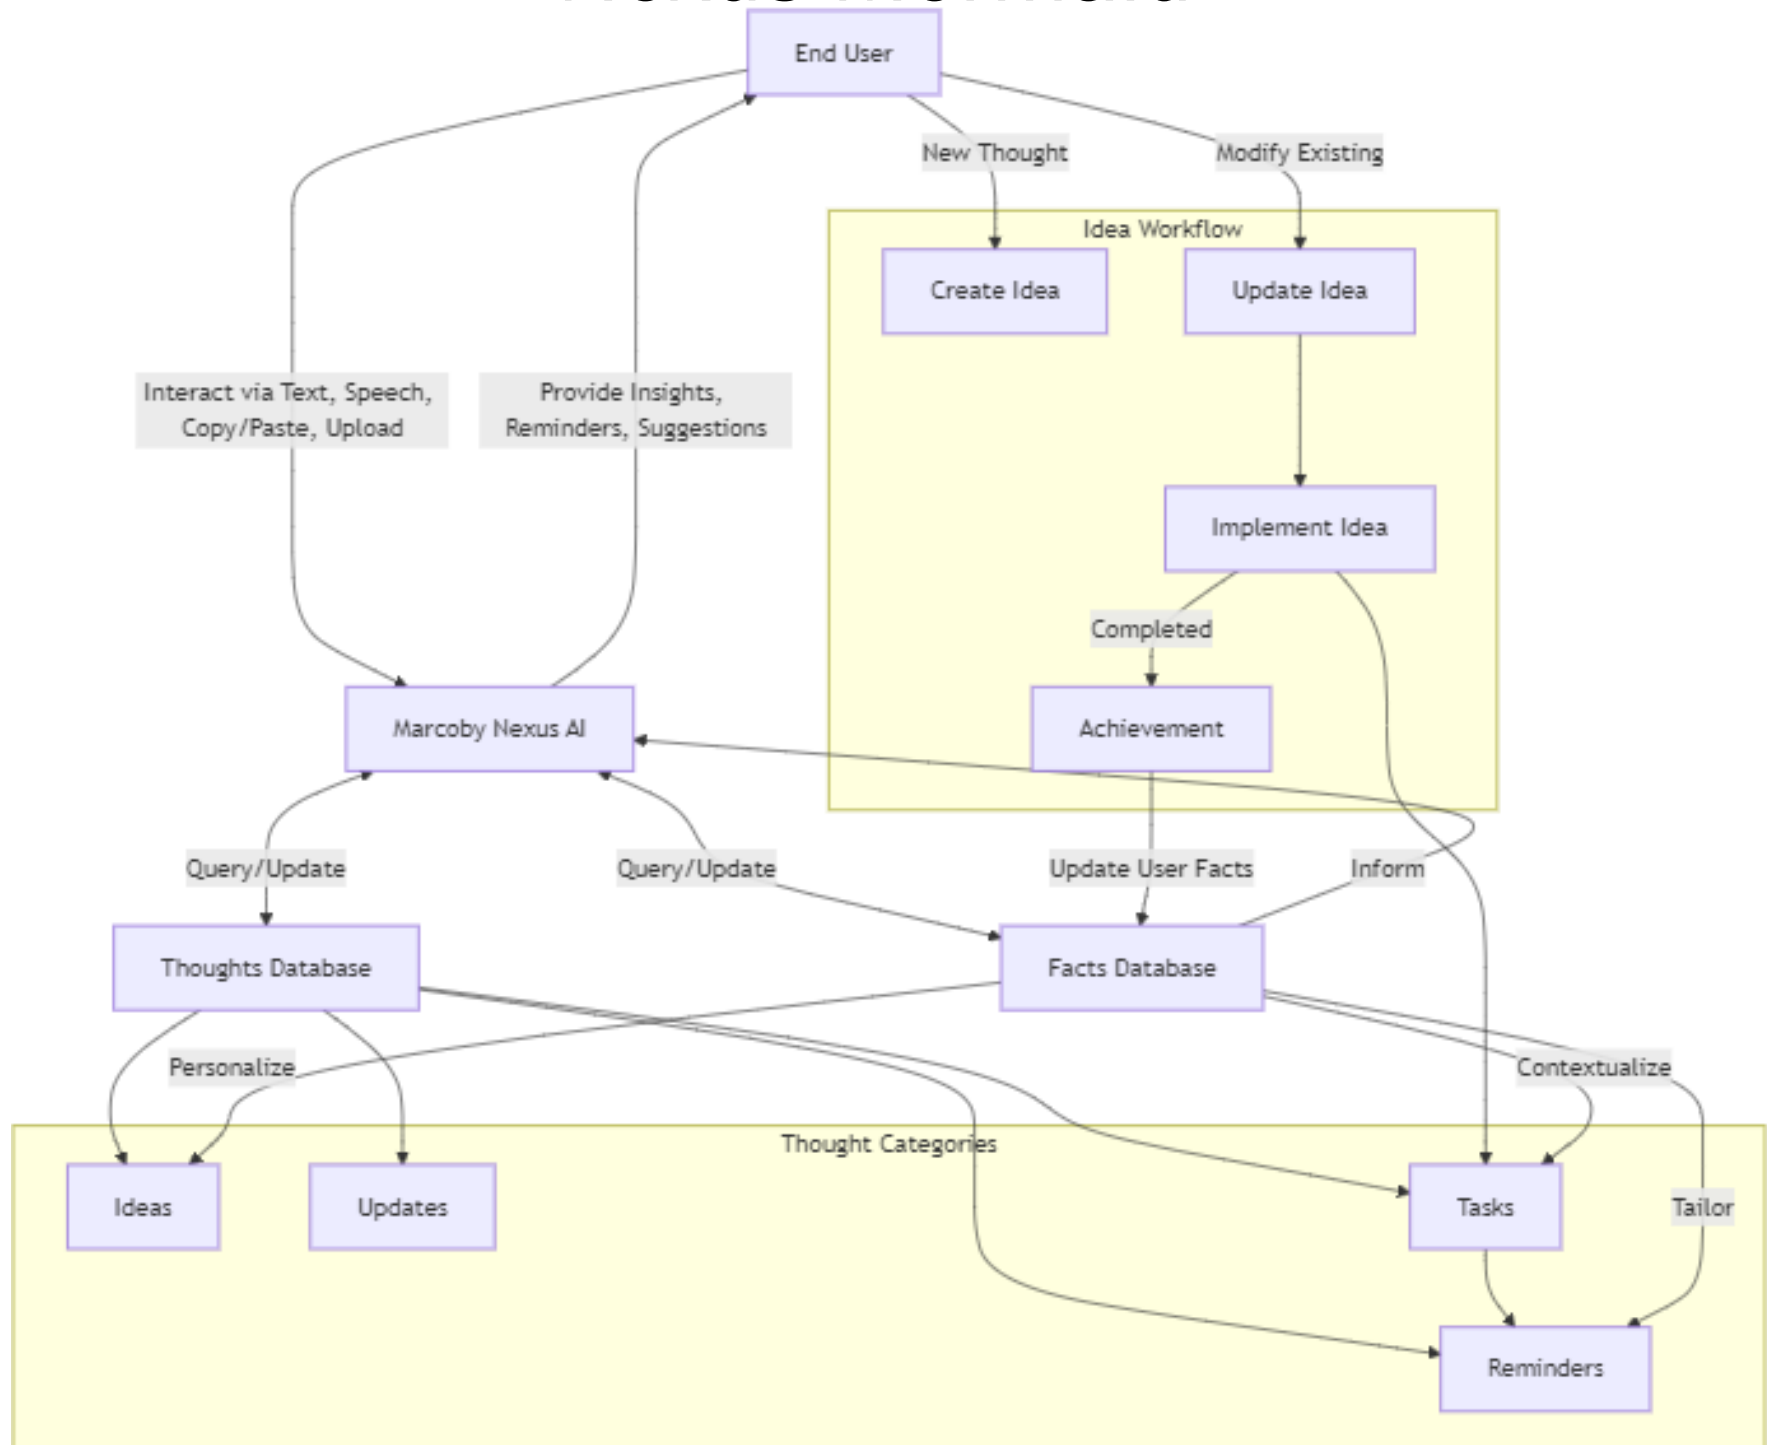 End User
New Thought
Modify Existing
Idea Workflow
Create Idea
Update Idea
Interact via Text, Speech,
Copy/Paste, Upload
Provide Insights,
Reminders, Suggestions
Implement Idea
Completed
Marcoby Nexus AI
Achievement
Query/Update
Query/Update
Update User Facts
Inform
Thoughts Database
Facts Database
Personalize
Contextualize
Thought Categories
Ideas
Updates
Tasks
Tailor
Reminders